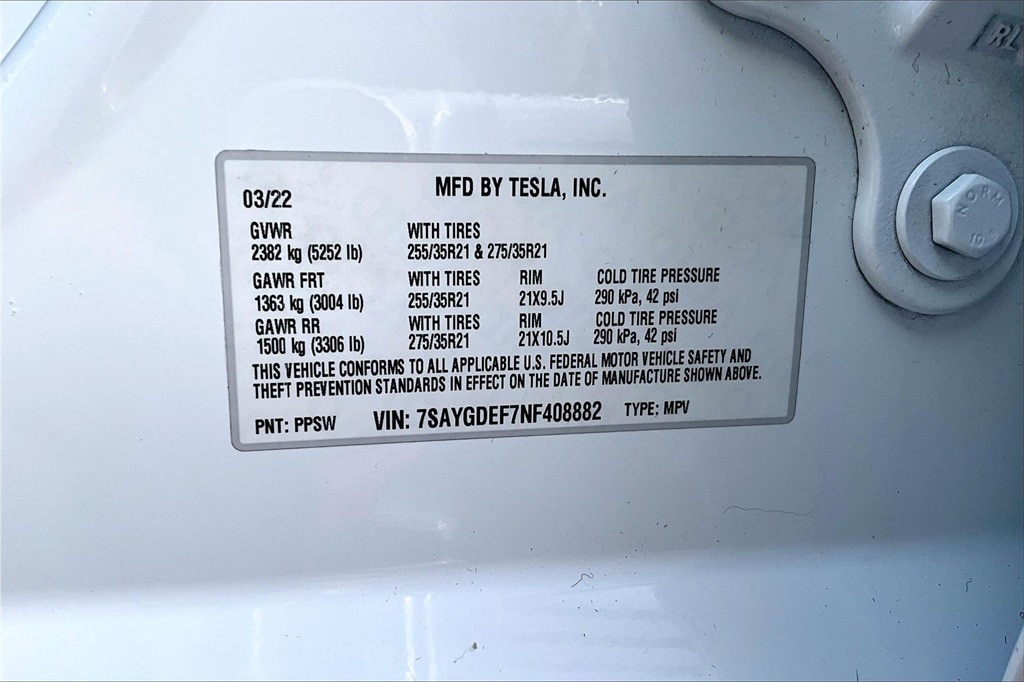 RL
NORM
03/22 MFD BY TESLA, INC.
GVWR WITH TIRES
2382 kg (5252 lb) 255/35R21 & 275/35R21
GAWR FRT WITH TIRES RIM COLD TIRE PRESSURE
1363 kg (3004 lb) 255/35R21 21X9.5J 290 kPa, 42 psi
GAWR RR WITH TIRES RIM COLD TIRE PRESSURE
1500 kg (3306 lb) 275/35R21 21X10.5J 290 kPa, 42 psi
THIS VEHICLE CONFORMS TO ALL APPLICABLE U.S. FEDERAL MOTOR VEHICLE SAFETY AND
THEFT PREVENTION STANDARDS IN EFFECT ON THE DATE OF MANUFACTURE SHOWN ABOVE.
PNT: PPSW VIN: 7SAYGDEF7NF408882 TYPE: MPV